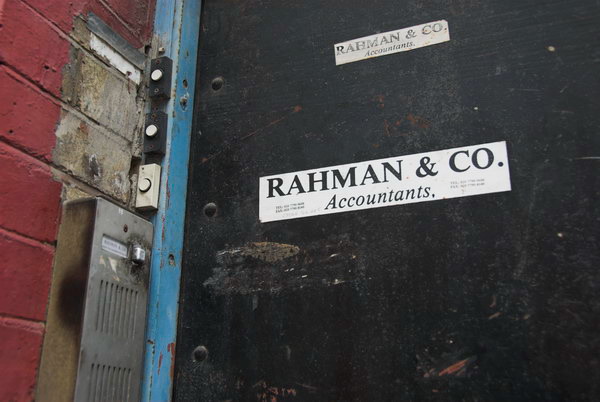 RAHMAN & CO.
Accountants.
RAHMAN & CO.
Accountants,